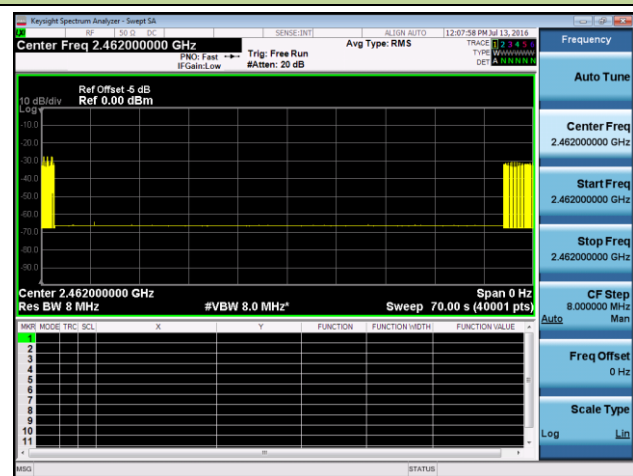 Keysight Spectrum Analyzer - Swept SA
RF 50 Ω DC SENSE:INT ALIGN AUTO 12:07:58 PM Jul 13, 2016
Center Freq 2.462000000 GHz
PNO: Fast
IFGain:Low
Trig: Free Run
#Atten: 20 dB
Avg Type: RMS
TRACE 1 2 3 4 5 6
TYPE WWWWWW
DET A N N N N N
Ref Offset -5 dB
10 dB/div Ref 0.00 dBm
Log
-10.0
-20.0
-30.0
-40.0
-50.0
-60.0
-70.0
-80.0
-90.0
Center 2.462000000 GHz Span 0 Hz
Res BW 8 MHz #VBW 8.0 MHz* Sweep 70.00 s (40001 pts)
MKR MODE TRC SCL X Y FUNCTION FUNCTION WIDTH FUNCTION VALUE
1
2
3
4
5
6
7
8
9
10
11
MSG STATUS
Frequency
Auto Tune
Center Freq
2.462000000 GHz
Start Freq
2.462000000 GHz
Stop Freq
2.462000000 GHz
CF Step
8.000000 MHz
Auto Man
Freq Offset
0 Hz
Scale Type
Log Lin